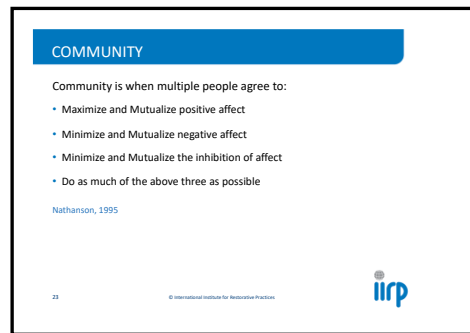 COMMUNITY
Community is when multiple people agree to:
• Maximize and Mutualize positive affect
• Minimize and Mutualize negative affect
• Minimize and Mutualize the inhibition of affect
• Do as much of the above three as possible
Nathanson, 1995
23
© International Institute for Restorative Practices
iirp